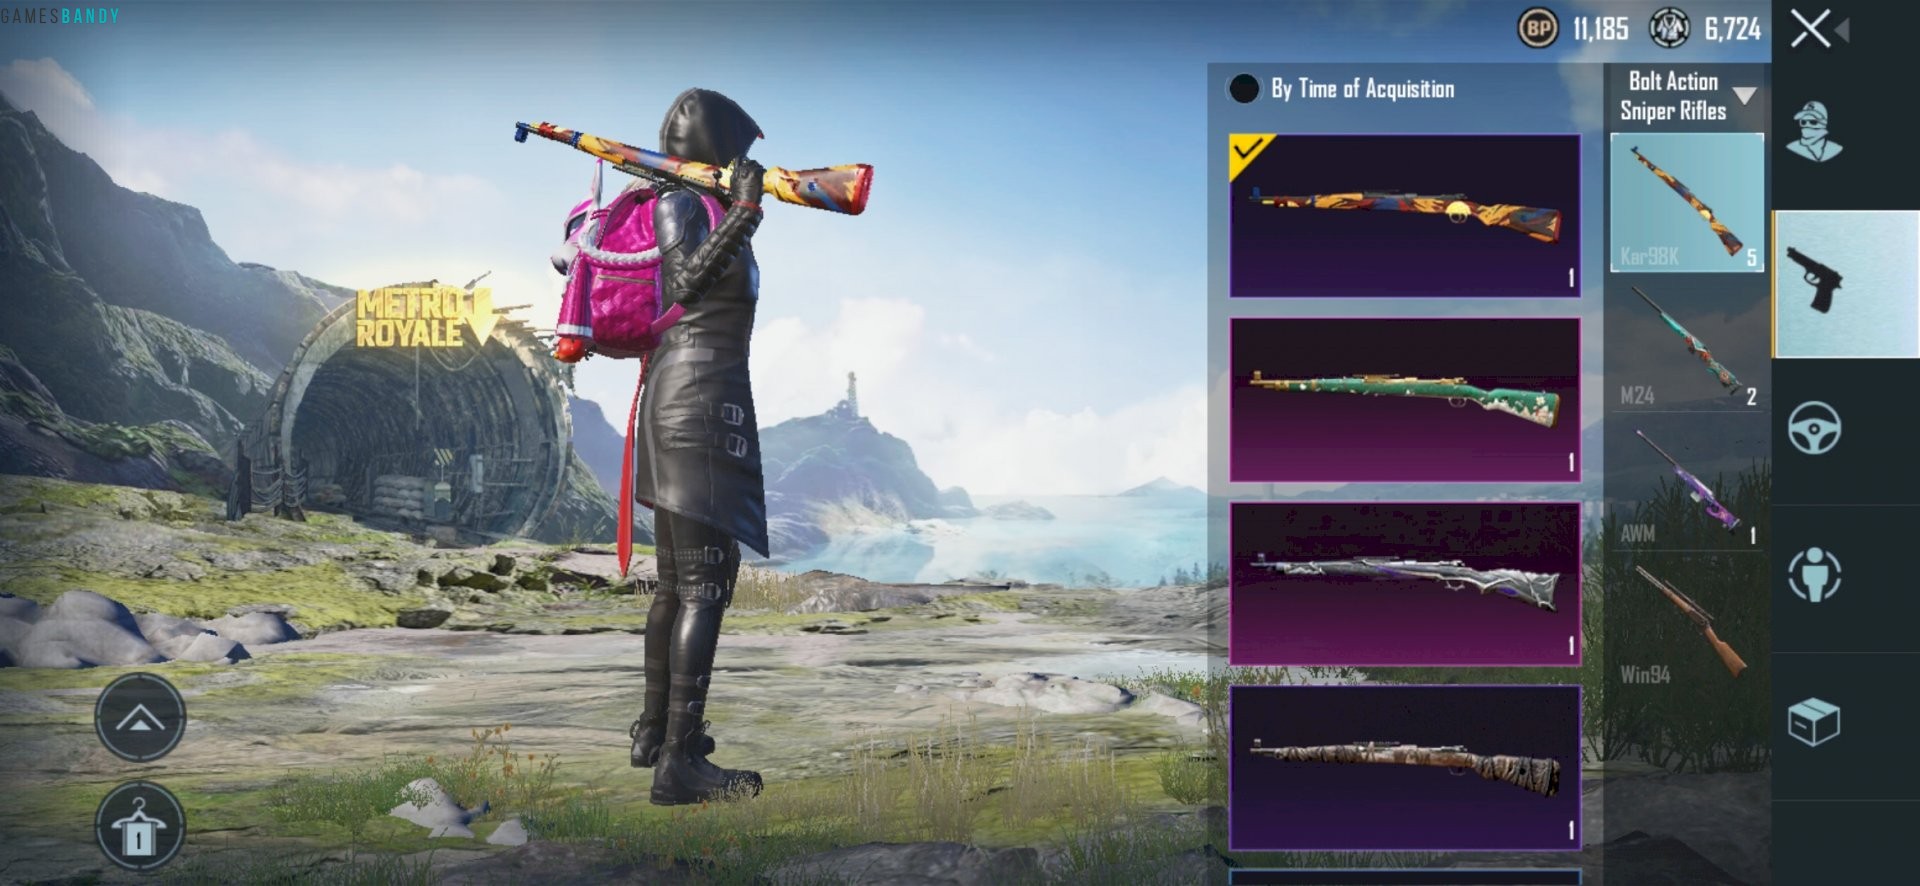 GAMESBANDY
BP 11,185 6,724
By Time of Acquisition
Bolt Action
Sniper Rifles
1
Kar98K 5
METRO
ROYALE
1
M24 2
1
AWM 1
1
Win94
1